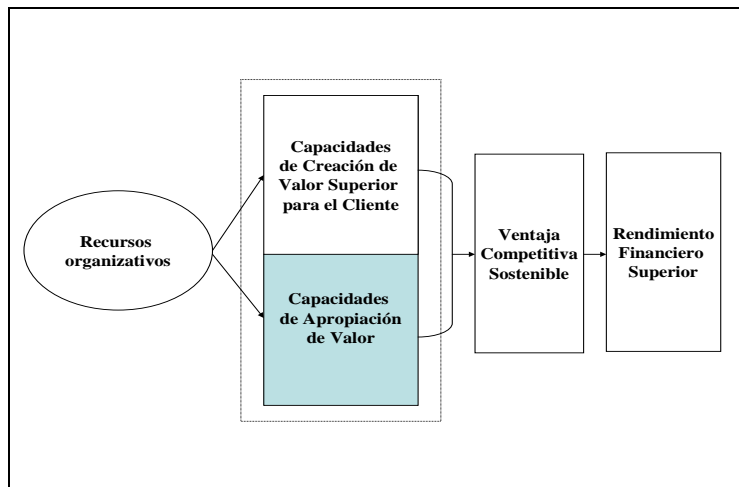 Recursos
organizativos
Capacidades
de Creación de
Valor Superior
para el Cliente
Capacidades
de Apropiación
de Valor
Ventaja
Competitiva
Sostenible
Rendimiento
Financiero
Superior